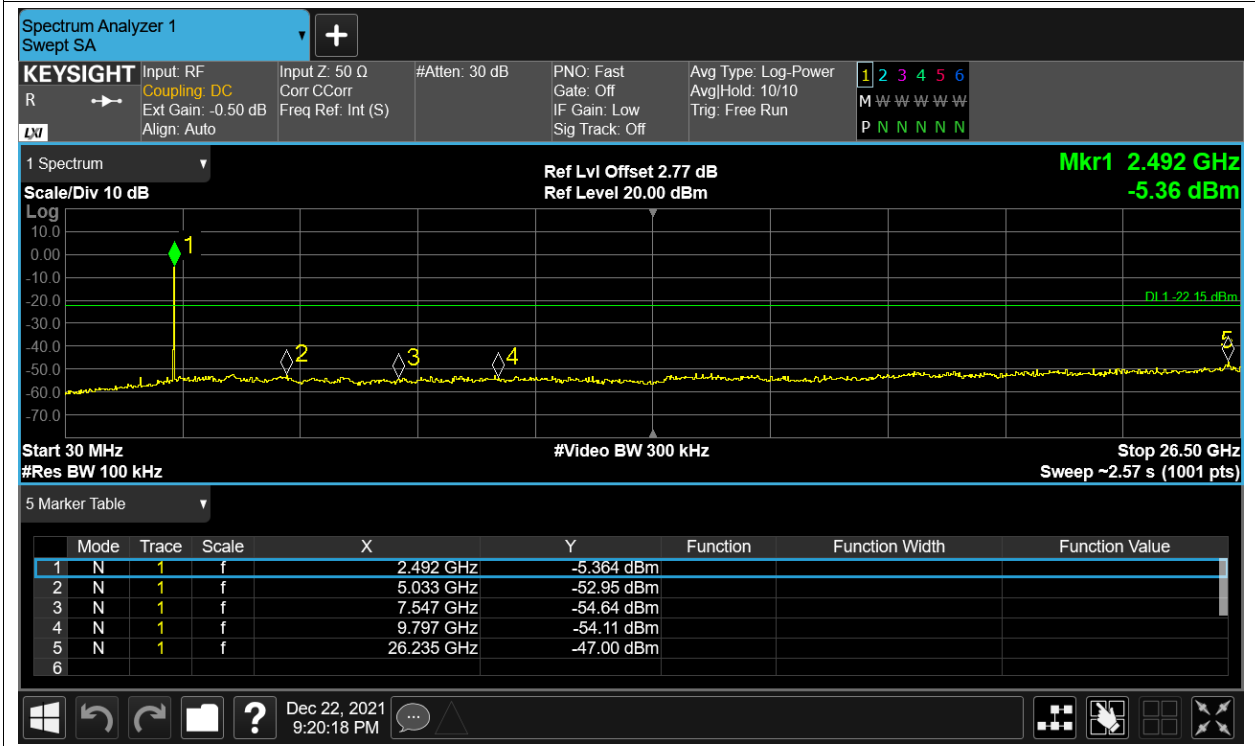 Spectrum Analyzer 1
Swept SA
+
KEYSIGHT Input: RF Input Z: 50 Ω #Atten: 30 dB PNO: Fast Avg Type: Log-Power 1 2 3 4 5 6
R Coupling: DC Corr CCorr Gate: Off Avg|Hold: 10/10 M W W W W W
Ext Gain: -0.50 dB Freq Ref: Int (S) IF Gain: Low Trig: Free Run
LXI Align: Auto Sig Track: Off P N N N N N
1 Spectrum Ref Lvl Offset 2.77 dB Mkr1 2.492 GHz
Scale/Div 10 dB Ref Level 20.00 dBm -5.36 dBm
Log
10.0
1
0.00
-10.0
-20.0 DL1 -22.15 dBm
-30.0
-40.0 2 3 4 5
-50.0
-60.0
-70.0
Start 30 MHz #Video BW 300 kHz Stop 26.50 GHz
#Res BW 100 kHz Sweep ~2.57 s (1001 pts)
5 Marker Table
Mode Trace Scale X Y Function Function Width Function Value
1 N 1 f 2.492 GHz -5.364 dBm
2 N 1 f 5.033 GHz -52.95 dBm
3 N 1 f 7.547 GHz -54.64 dBm
4 N 1 f 9.797 GHz -54.11 dBm
5 N 1 f 26.235 GHz -47.00 dBm
6
? Dec 22, 2021
9:20:18 PM